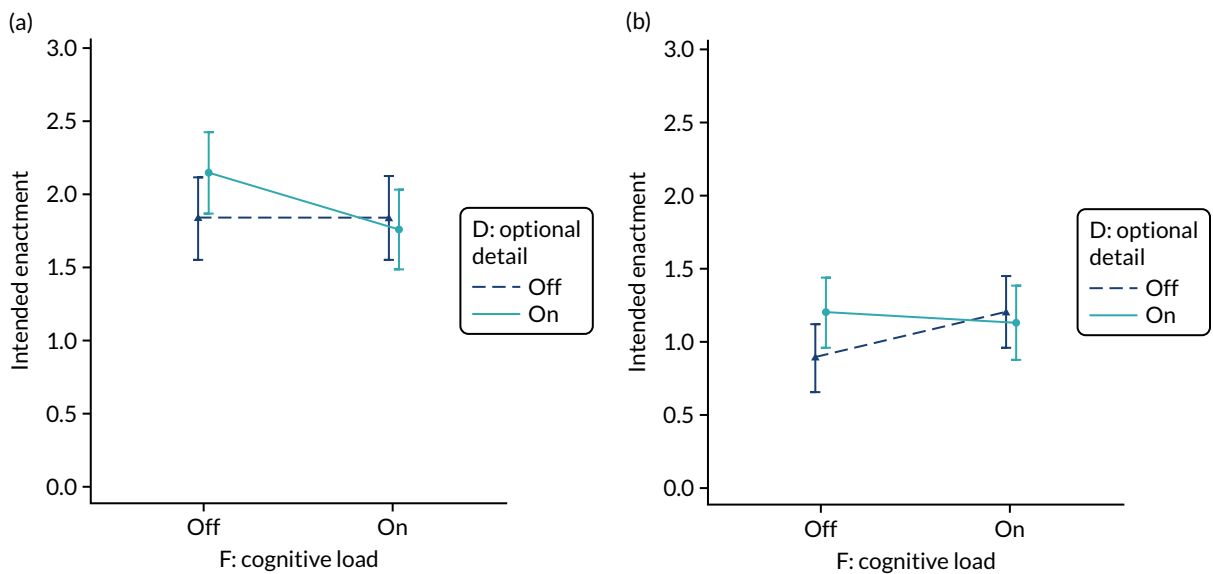 (a)
3.0
2.5
2.0
1.5
1.0
0.5
0.0
Intended enactment
Off
On
F: cognitive load
D: optional
detail
Off
On
(b)
3.0
2.5
2.0
1.5
1.0
0.5
0.0
Intended enactment
Off
On
F: cognitive load
D: optional
detail
Off
On